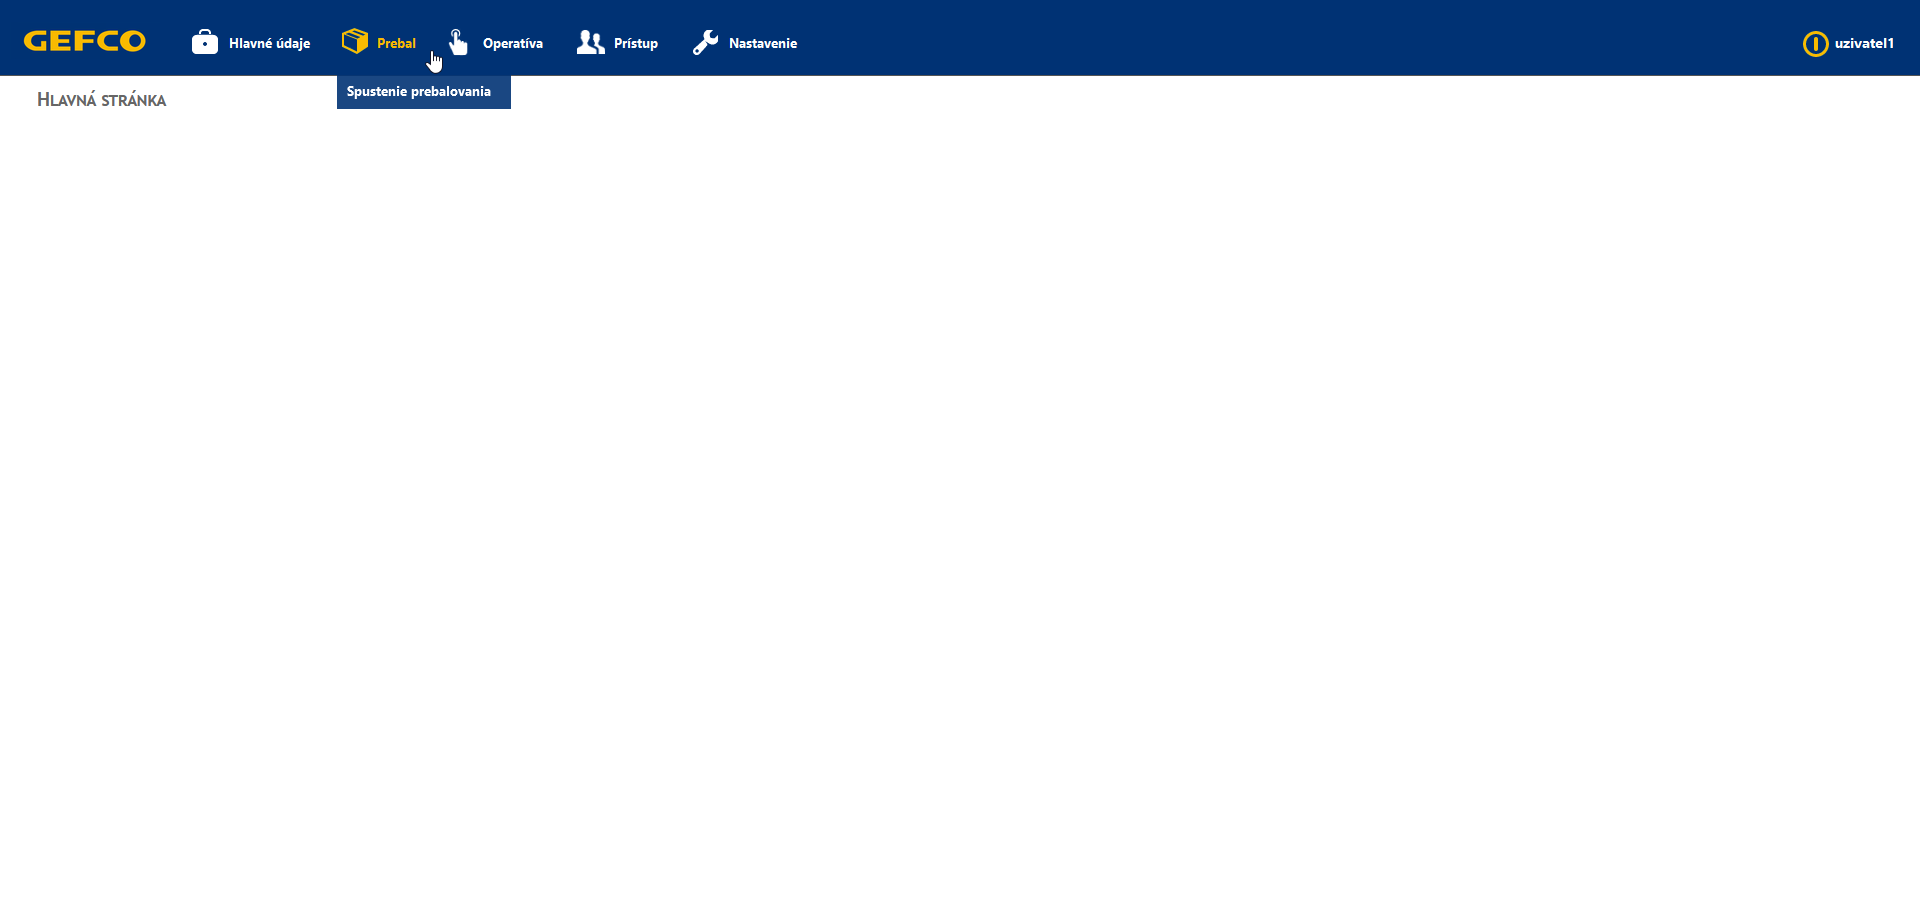 GEFCO
Hlavné údaje
Prebal
Operatíva
Prístup
Nastavenie
uzivatel1
Spustenie prebalovania
Hlavná stránka